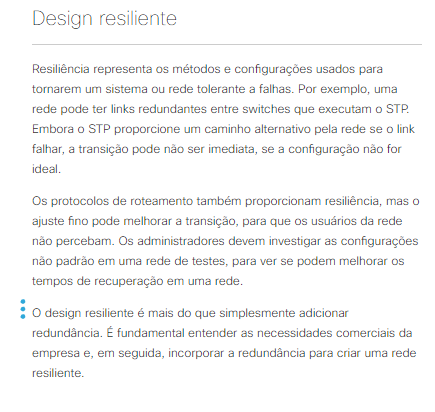 Design resiliente
Resiliência representa os métodos e configurações usados para
tornarem um sistema ou rede tolerante a falhas. Por exemplo, uma
rede pode ter links redundantes entre switches que executam o STP.
Embora o STP proporcione um caminho alternativo pela rede se o link
falhar, a transição pode não ser imediata, se a configuração não for
ideal.
Os protocolos de roteamento também proporcionam resiliência, mas o
ajuste fino pode melhorar a transição, para que os usuários da rede
não percebam. Os administradores devem investigar as configurações
não padrão em uma rede de testes, para ver se podem melhorar os
tempos de recuperação em uma rede.
O design resiliente é mais do que simplesmente adicionar
redundância. É fundamental entender as necessidades comerciais da
empresa e, em seguida, incorporar a redundância para criar uma rede
resiliente.